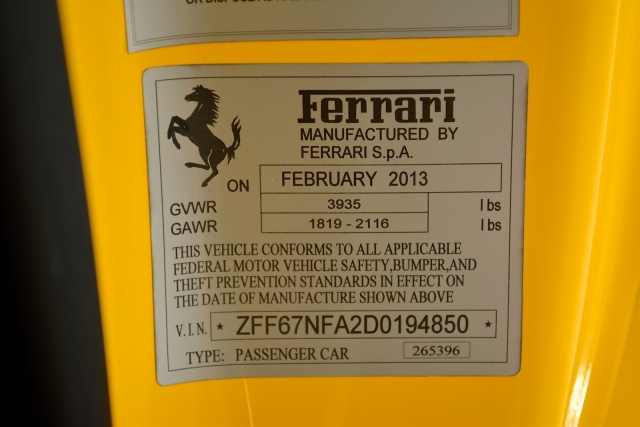 Ferrari
MANUFACTURED BY
FERRARI S.p.A.
ON FEBRUARY 2013
GVWR 3935 lbs
GAWR 1819 - 2116 lbs
THIS VEHICLE CONFORMS TO ALL APPLICABLE
FEDERAL MOTOR VEHICLE SAFETY,BUMPER,AND
THEFT PREVENTION STANDARDS IN EFFECT ON
THE DATE OF MANUFACTURE SHOWN ABOVE
V.I.N. * ZFF67NFA2D0194850 *
TYPE: PASSENGER CAR 265396